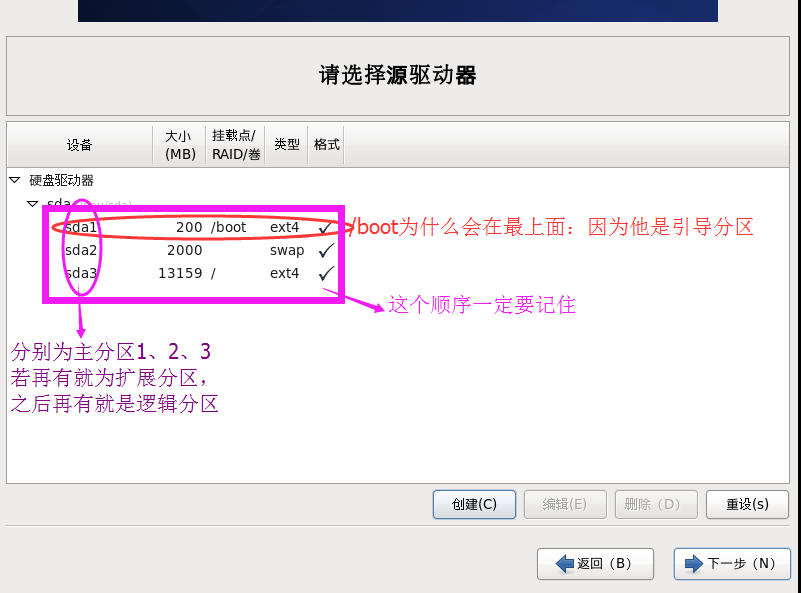 请选择源驱动器
设备 大小 (MB) 挂载点/ RAID/卷 类型 格式
硬盘驱动器
sda (/dev/sda)
sda1 200 /boot ext4 ✓ /boot为什么会在最上面：因为他是引导分区
sda2 2000 swap ✓
sda3 13159 / ext4 ✓
这个顺序一定要记住
分别为主分区1、2、3
若再有就为扩展分区，
之后再有就是逻辑分区
创建(C) 编辑(E) 删除（D） 重设(s)
返回（B） 下一步（N）